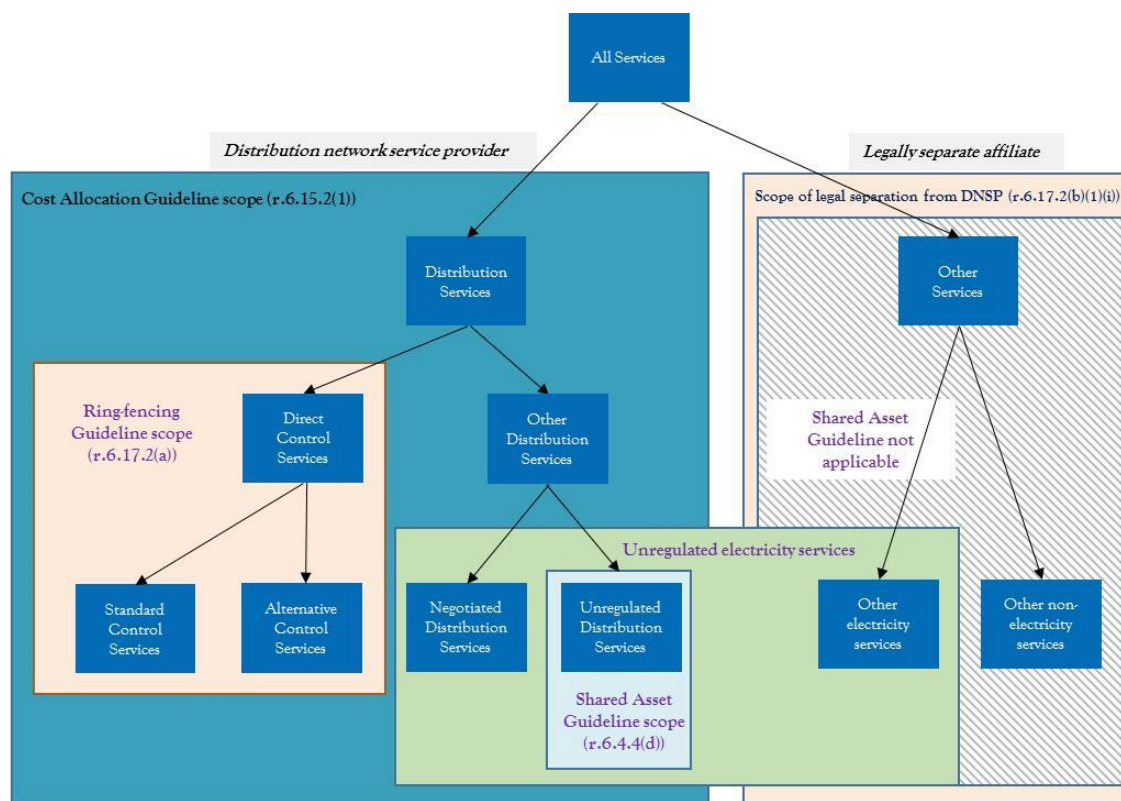 All Services
Distribution network service provider
Legally separate affiliate
Cost Allocation Guideline scope (r.6.15.2(1))
Scope of legal separation from DNSP (r.6.17.2(b)(1)(i))
Distribution
Services
Other
Services
Ring-fencing
Guideline scope
(r.6.17.2(a))
Direct
Control
Services
Other
Distribution
Services
Shared Asset
Guideline not
applicable
Unregulated electricity services
Standard
Control
Services
Alternative
Control
Services
Negotiated
Distribution
Services
Unregulated
Distribution
Services
Other
electricity
services
Other non-
electricity
services
Shared Asset
Guideline scope
(r.6.4.4(d))